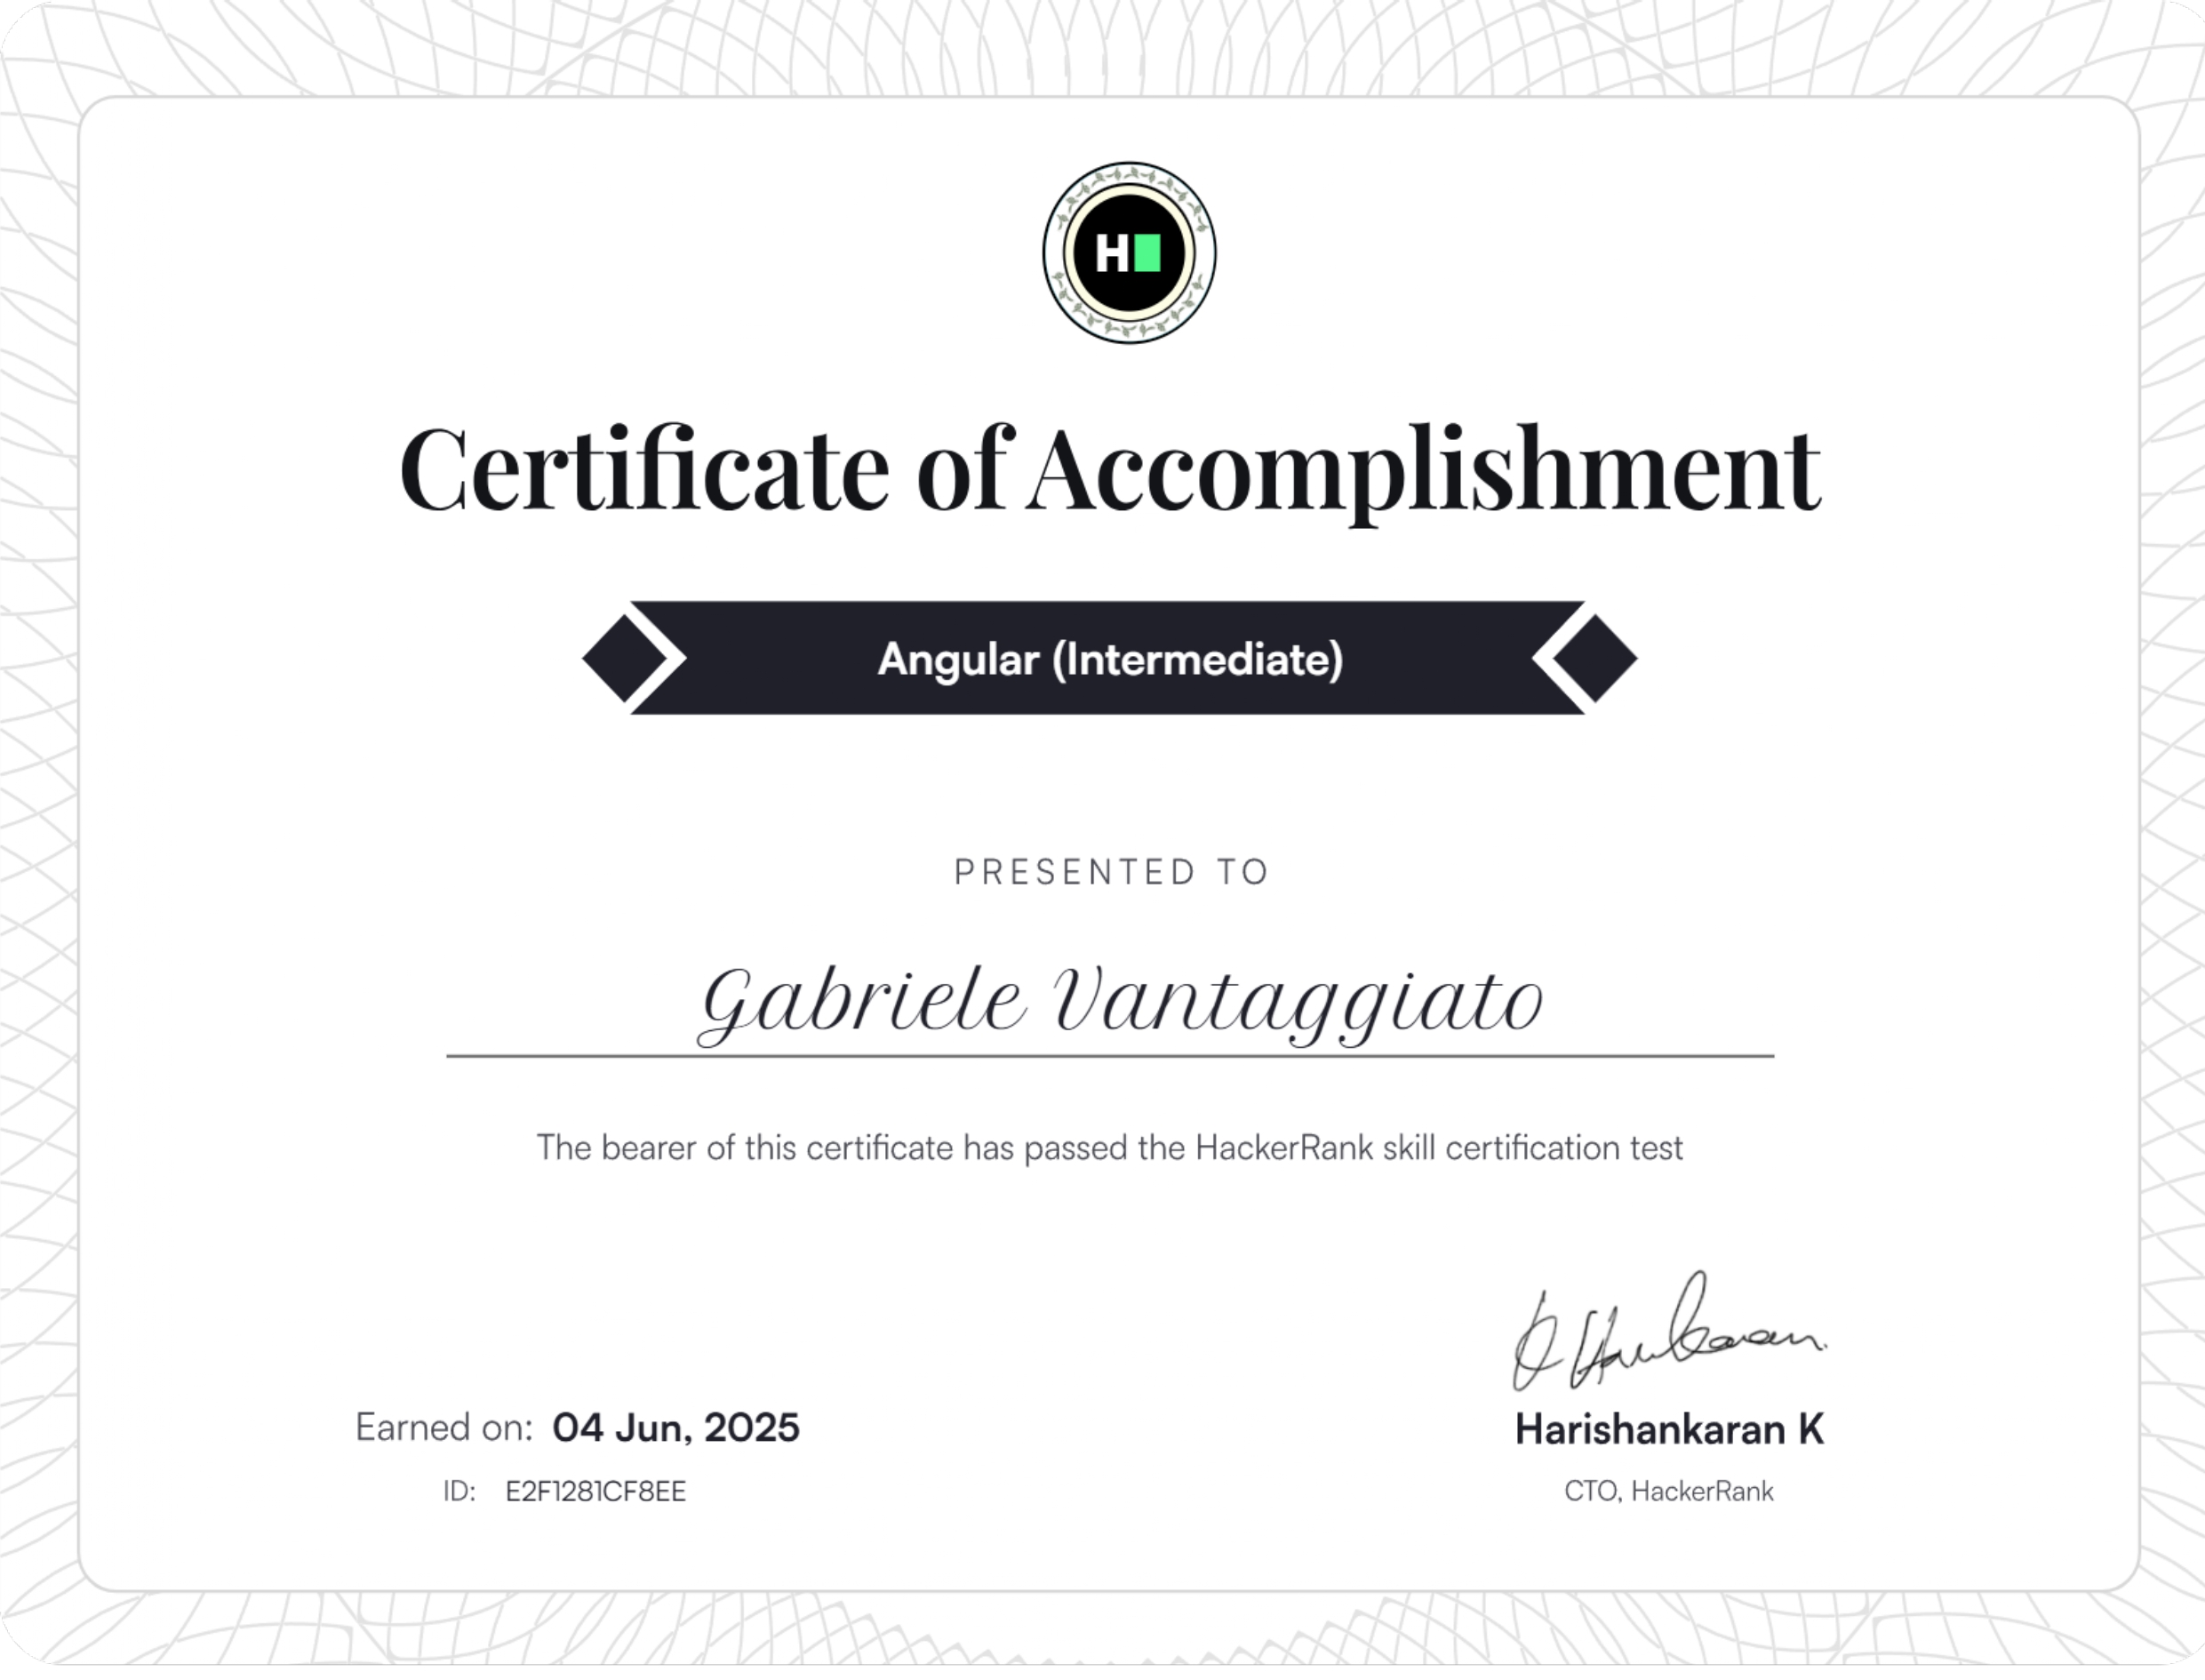 H
Certificate of Accomplishment
Angular (Intermediate)
PRESENTED TO
Gabriele Vantaggiato
The bearer of this certificate has passed the HackerRank skill certification test
Earned on: 04 Jun, 2025
ID: E2F1281CF8EE
Harishankaran K
CTO, HackerRank